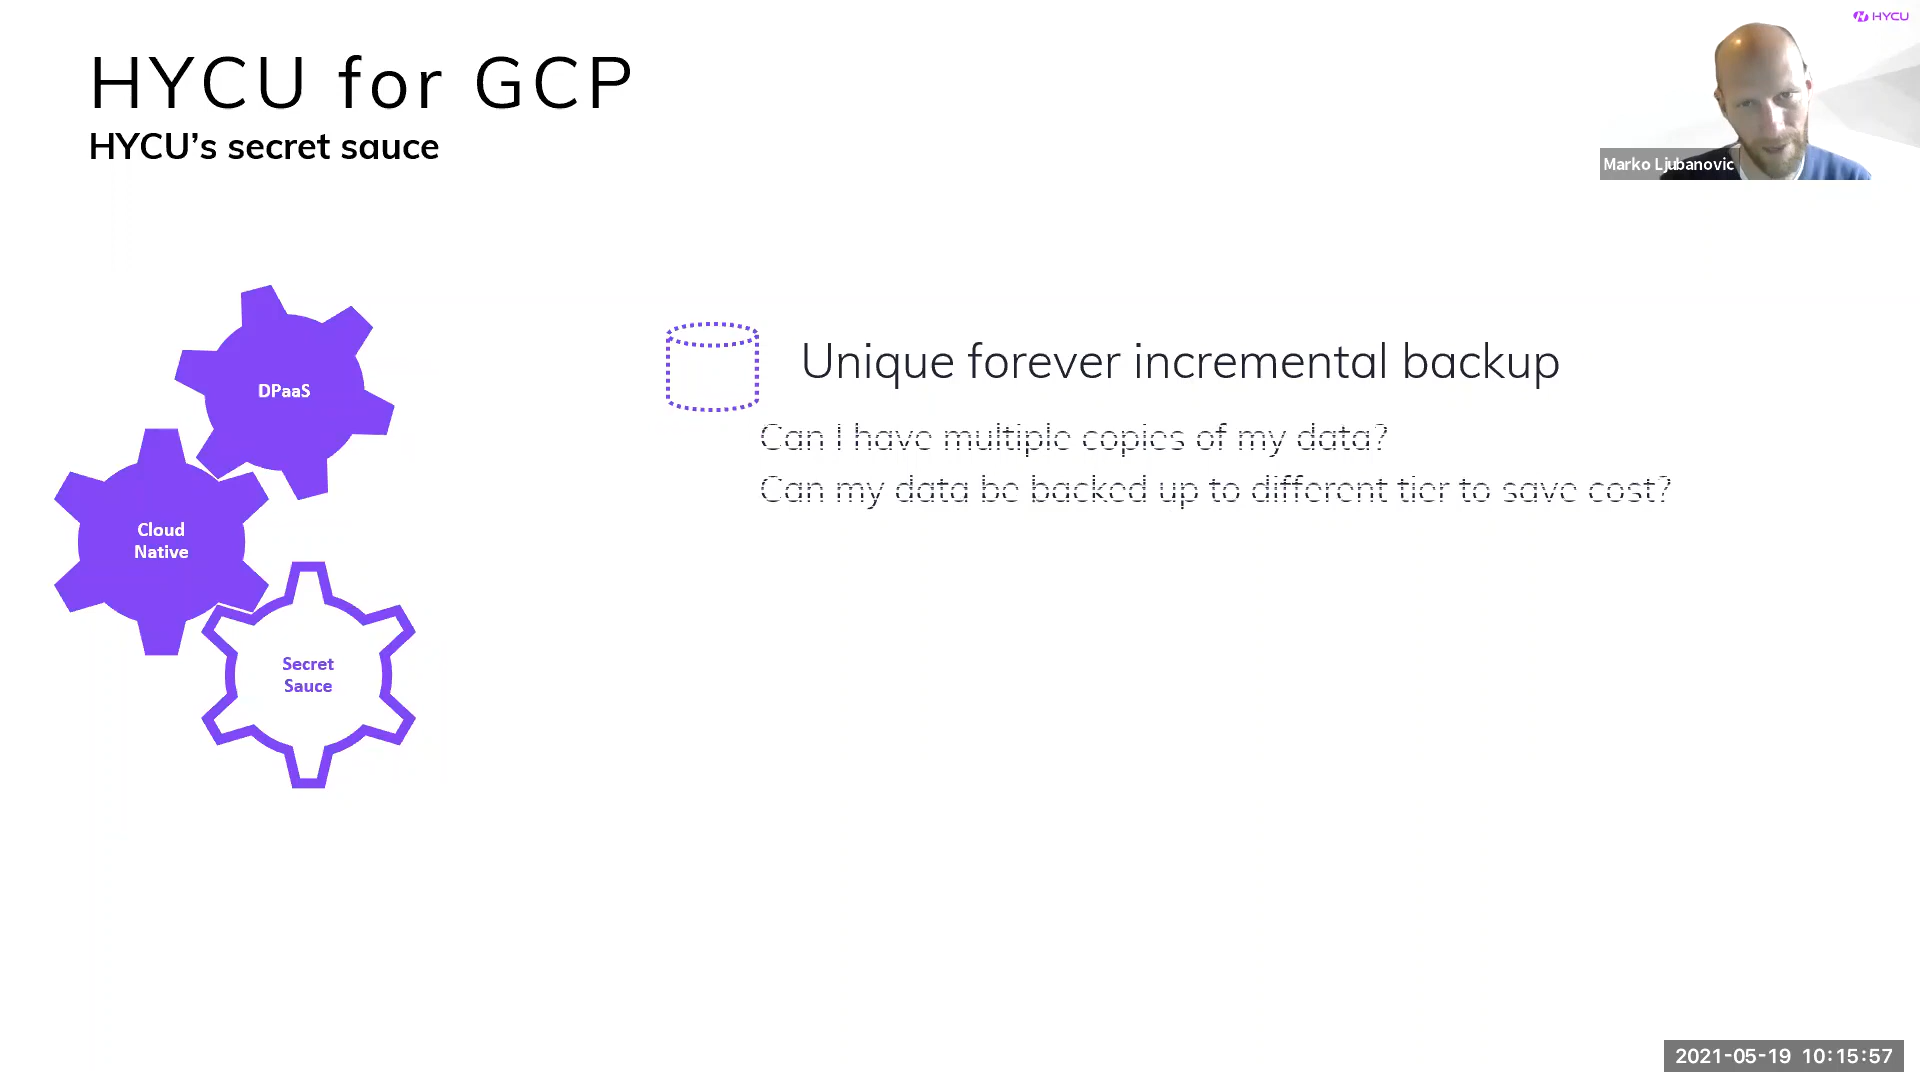 HYCU
HYCU for GCP
HYCU's secret sauce
Marko Ljubanovic
DPaaS
Unique forever incremental backup
Can I have multiple copies of my data?
Can my data be backed up to different tier to save cost?
Cloud
Native
Secret
Sauce
2021-05-19 10:15:57